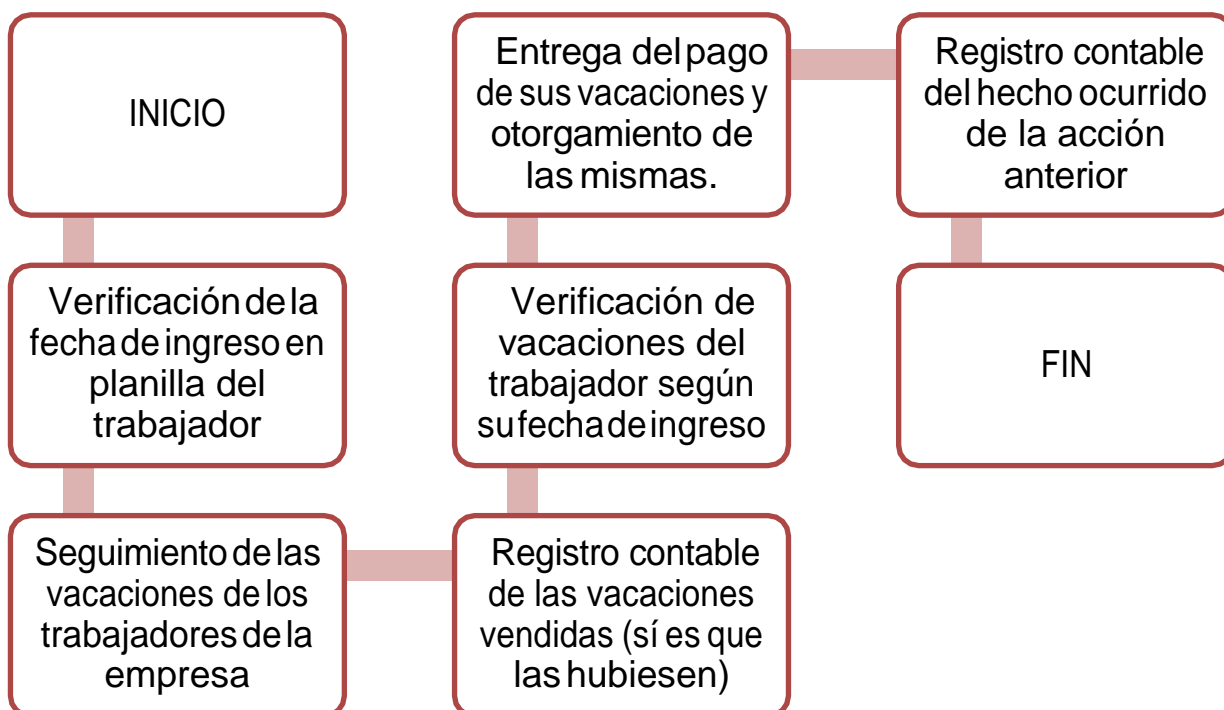 INICIO
Verificación de la
fecha de ingreso en
planilla del
trabajador
Seguimiento de las
vacaciones de los
trabajadores de la
empresa
Registro contable
de las vacaciones
vendidas (sí es que
las hubiesen)
Verificación de
vacaciones del
trabajador según
su fecha de ingreso
Entrega del pago
de sus vacaciones y
otorgamiento de
las mismas.
Registro contable
del hecho ocurrido
de la acción
anterior
FIN